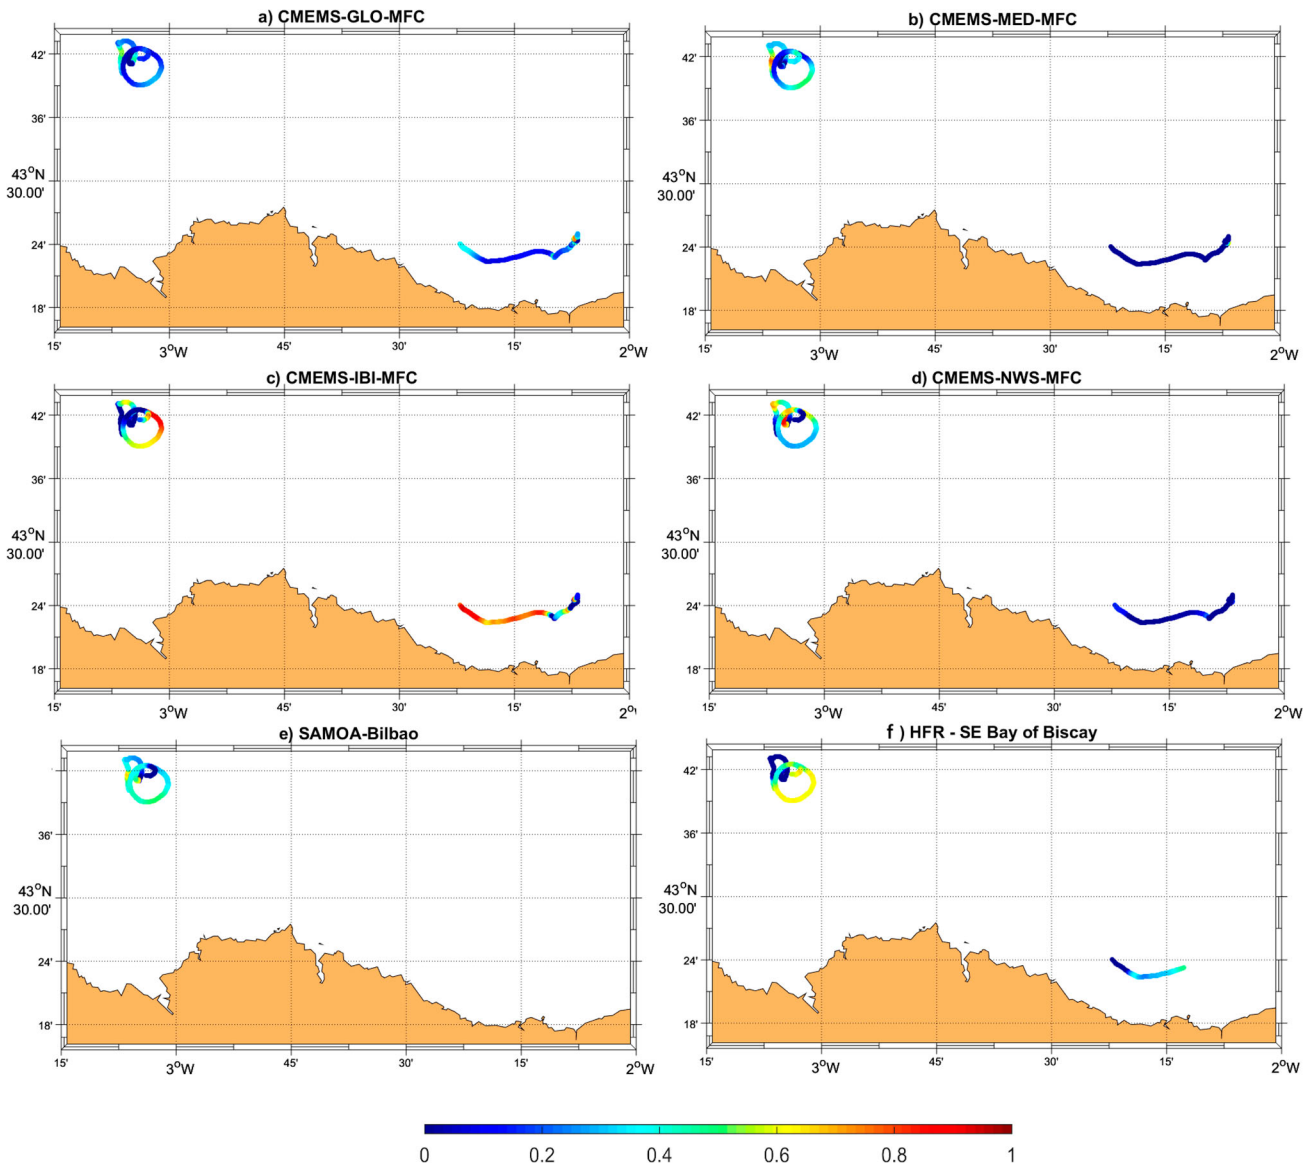 a) CMEMS-GLO-MFC
42'
36'
43°N
30.00'
24'
18'
15'
3°W
45'
30'
15'
2°W
b) CMEMS-MED-MFC
42'
36'
43°N
30.00'
24'
18'
15'
3°W
45'
30'
15'
2°W
c) CMEMS-IBI-MFC
42'
36'
43°N
30.00'
24'
18'
15'
3°W
45'
30'
15'
2°W
d) CMEMS-NWS-MFC
42'
36'
43°N
30.00'
24'
18'
15'
3°W
45'
30'
15'
2°W
e) SAMOA-Bilbao
36'
43°N
30.00'
24'
18'
15'
3°W
45'
30'
15'
2°W
f ) HFR - SE Bay of Biscay
42'
36'
43°N
30.00'
24'
18'
15'
3°W
45'
30'
15'
2°W
0 0.2 0.4 0.6 0.8 1